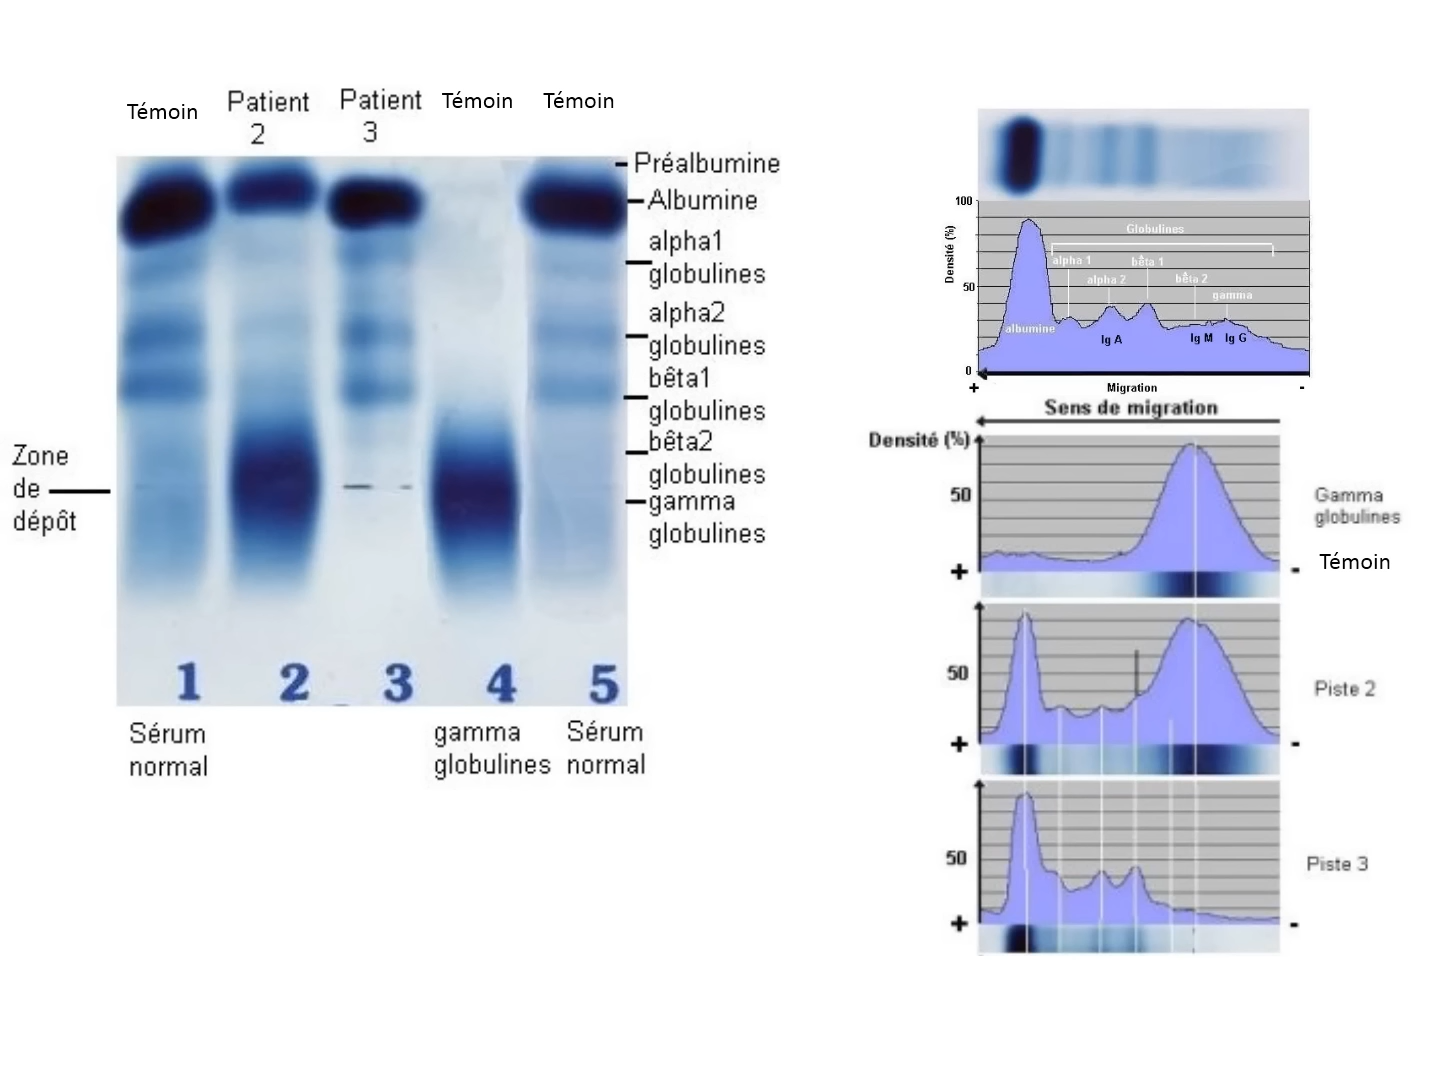 Témoin
Patient
2
Patient
3
Témoin
Témoin
Préalbumine
Albumine
alpha1
globulines
alpha2
globulines
bêta1
globulines
bêta2
globulines
gamma
globulines
Zone
de
dépôt
1 2 3 4 5
Sérum
normal
gamma
globulines
Sérum
normal
100
Densité (%)
50
0
Globulines
alpha 1
bêta 1
alpha 2
bêta 2
gamma
albumine
Ig A
Ig M
Ig G
+
Migration
-
Sens de migration
Densité (%)
50
+
-
Gamma
globulines
Témoin
50
+
-
Piste 2
50
+
-
Piste 3